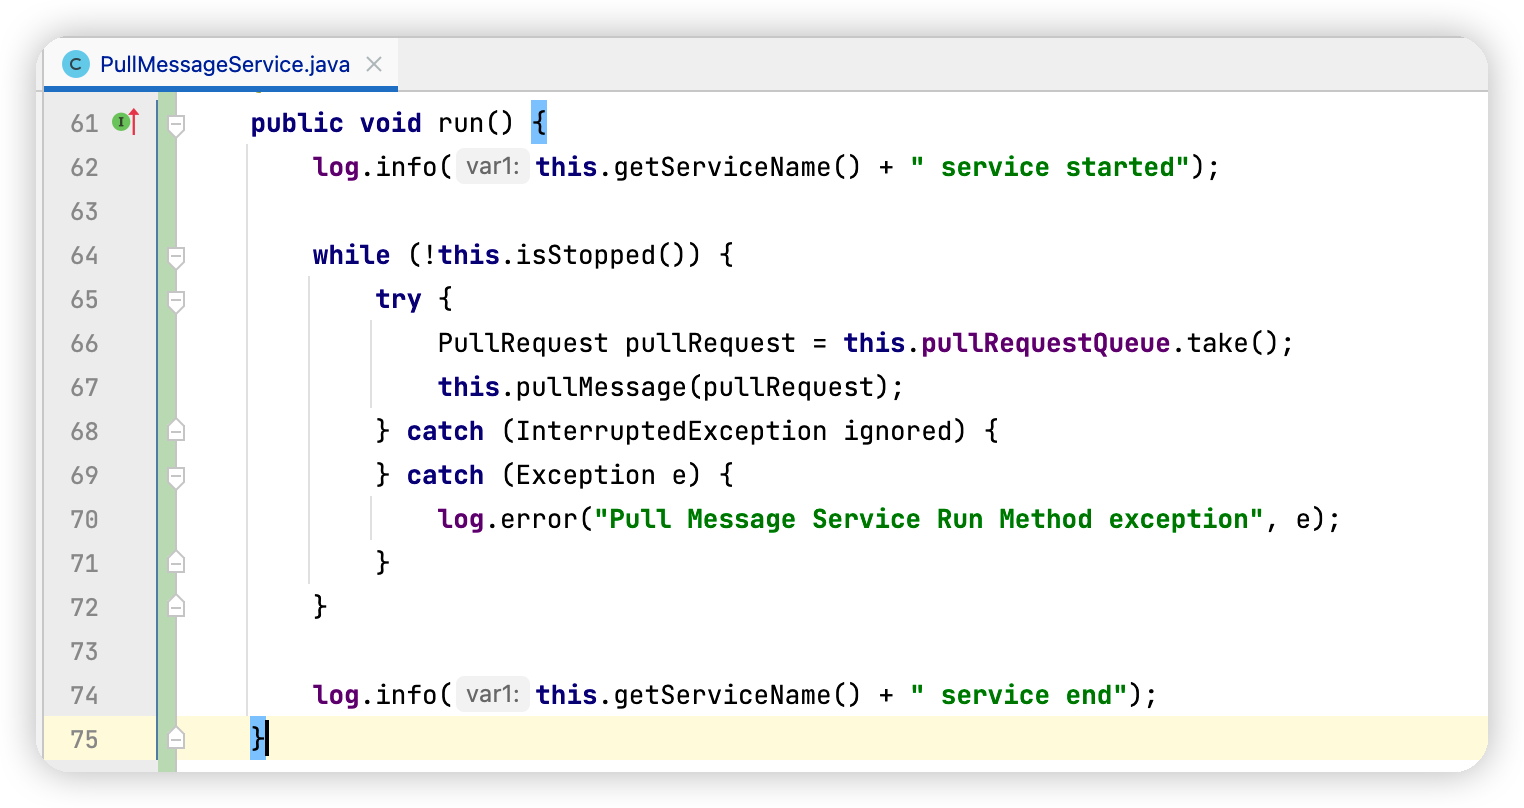 C PullMessageService.java
61 I public void run() {
62 log.info( var1: this.getServiceName() + " service started");
63
64 while (!this.isStopped()) {
65 try {
66 PullRequest pullRequest = this.pullRequestQueue.take();
67 this.pullMessage(pullRequest);
68 } catch (InterruptedException ignored) {
69 } catch (Exception e) {
70 log.error("Pull Message Service Run Method exception", e);
71 }
72 }
73
74 log.info( var1: this.getServiceName() + " service end");
75 }